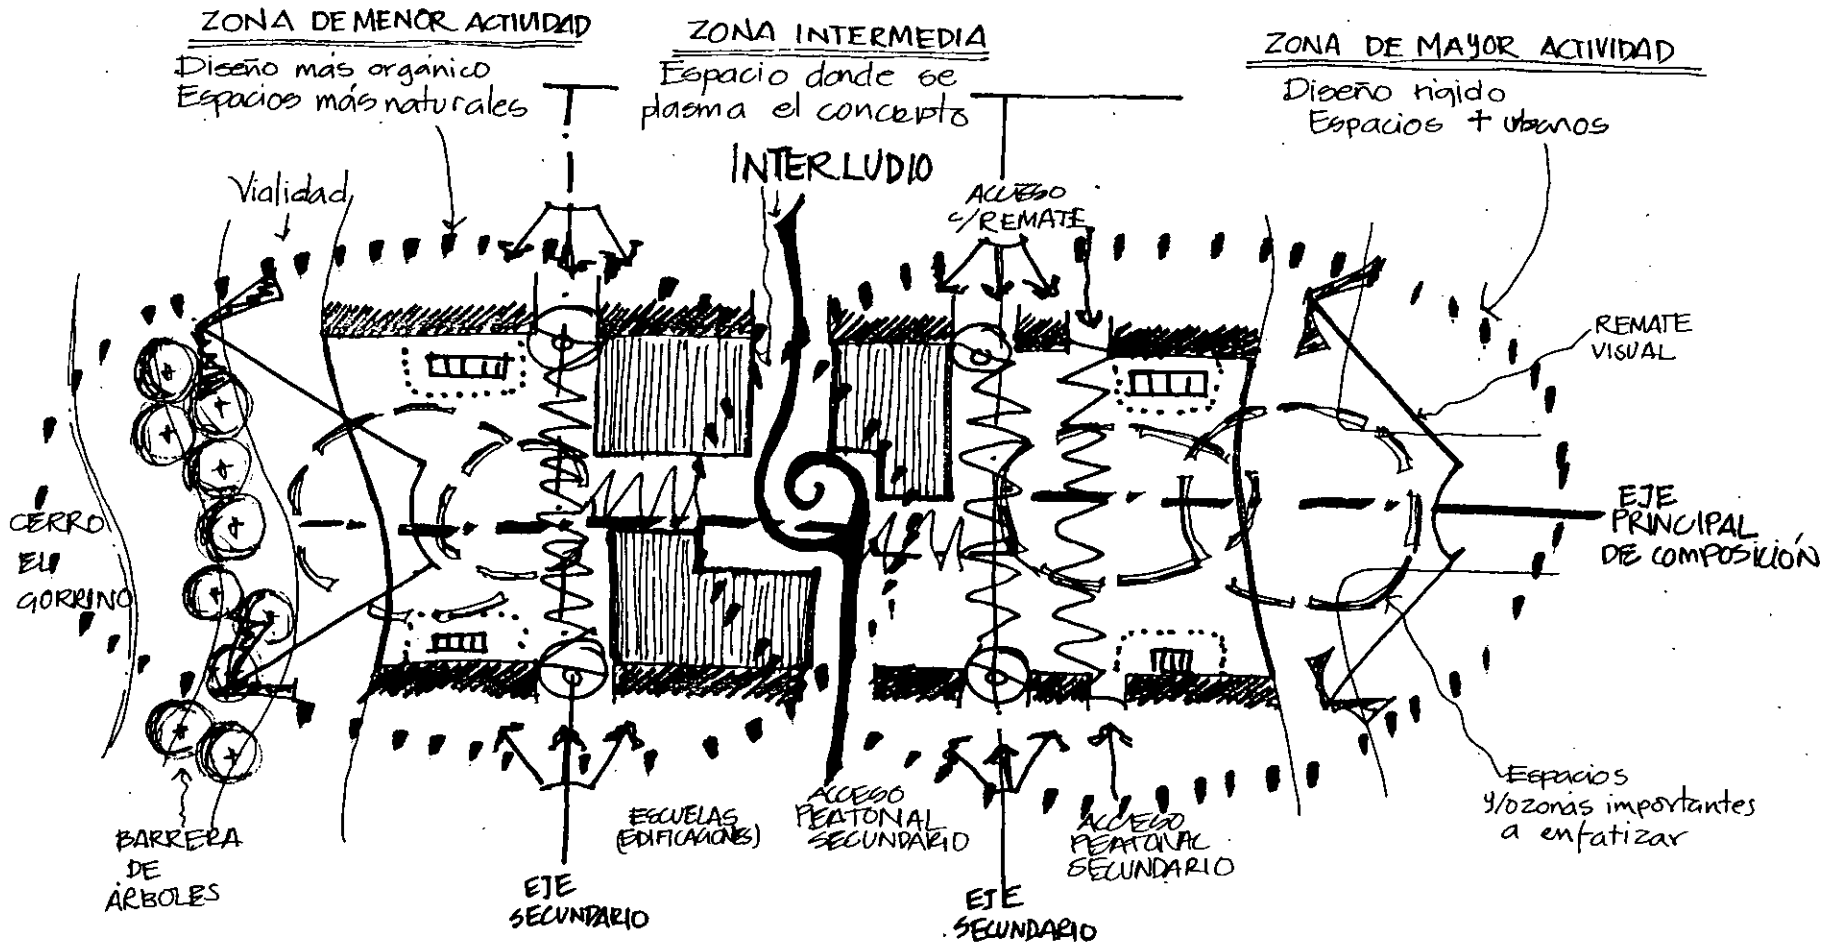 ZONA DE MENOR ACTIVIDAD
Diseño más orgánico
Espacios más naturales
ZONA INTERMEDIA
Espacio donde se
plasma el concepto
INTERLUDIO
ZONA DE MAYOR ACTIVIDAD
Diseño rígido
Espacios + urbanos
Vialidad
ACCESO
c/REMATE
REMATE
VISUAL
CERRO
EL
GORRINO
EJE
PRINCIPAL
DE COMPOSICIÓN
BARRERA
DE
ÁRBOLES
EJE
SECUNDARIO
ESCUELAS
(EDIFICACIONES)
ACCESO
PEATONAL
SECUNDARIO
EJE
SECUNDARIO
ACCESO
PEATONAL
SECUNDARIO
Espacios
y/o zonas importantes
a enfatizar